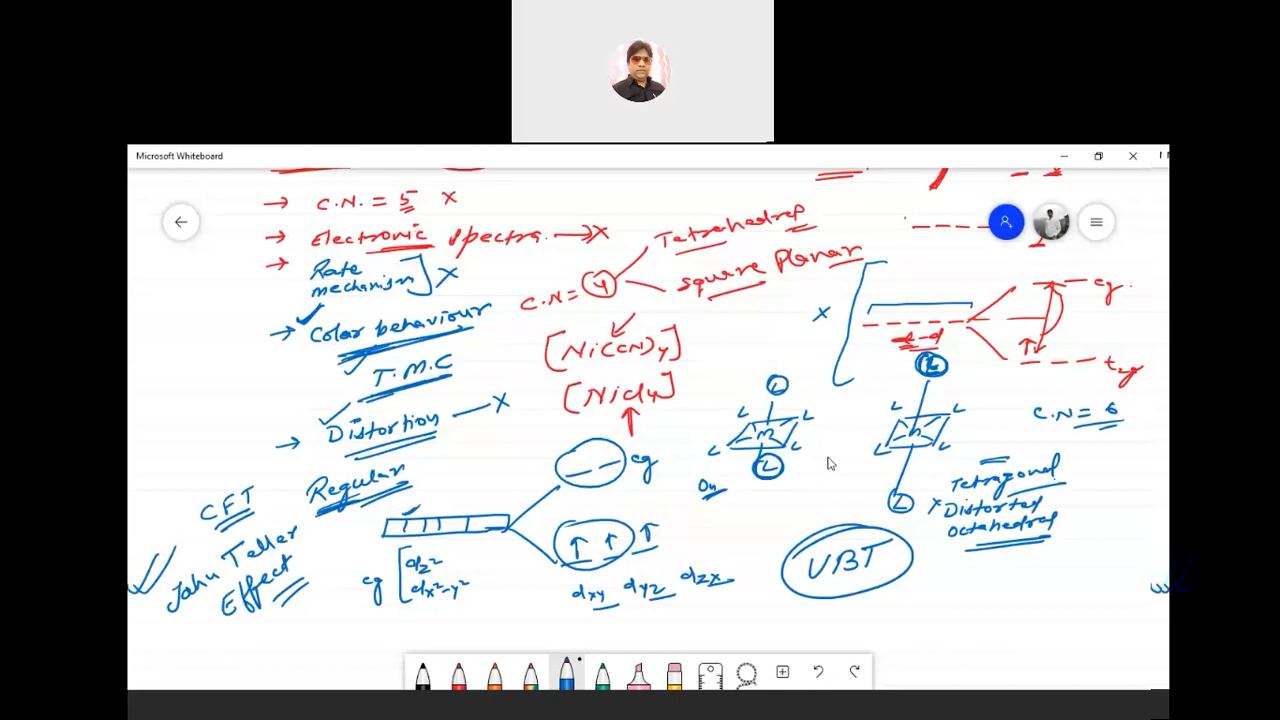 Microsoft Whiteboard
→ C.N. = 5 X
→ Electronic spectra. → X
→ Rate mechanism ] X
→ Color behaviour
T.M.C
→ Distortion — X
Regular
CFT
John Teller
Effect
C.N = 4
Tetrahedral
square Planar
[Ni(CN)4]
[Nicl4]
eg
eg [ dz²
dx²-y²
dxy dyz dzx
X
d-d
eg.
t2g
L
L L
M
L L
L
Oh
L
L L
M
L L
L
C.N = 6
Tetragonal
X Distorted
octahedral
VBT